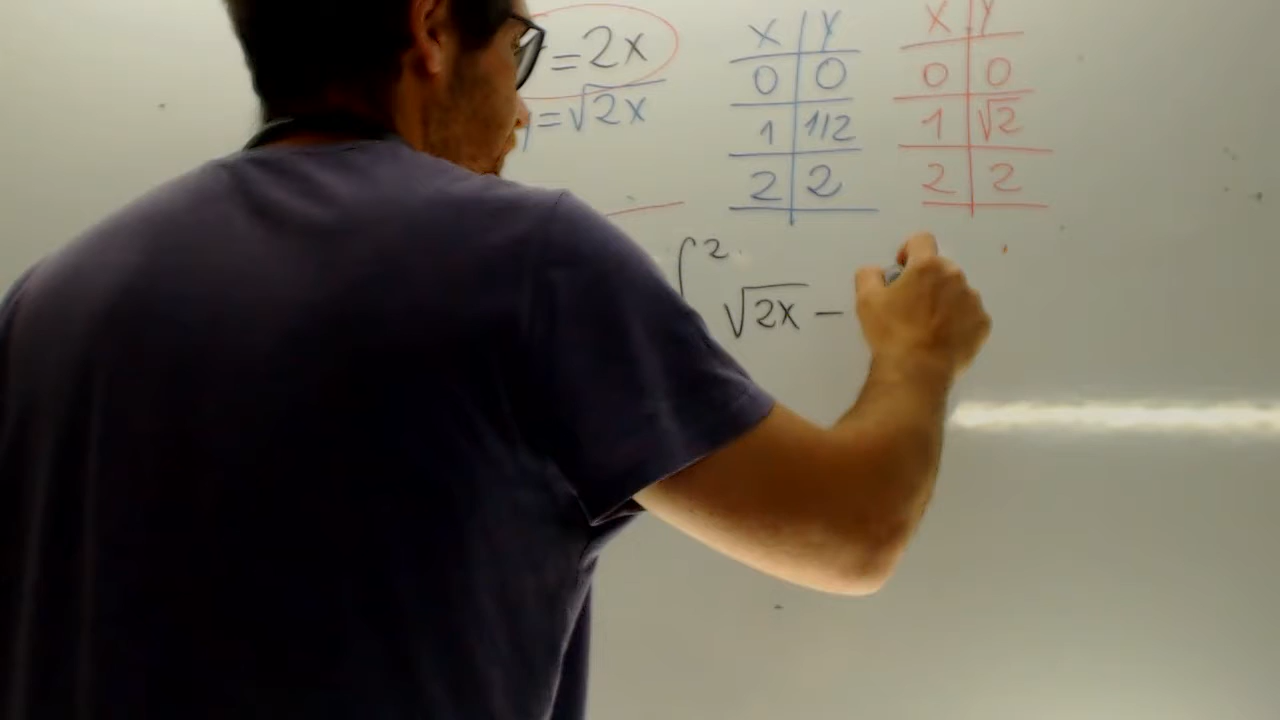 =2x
y=√2x
X Y
0 0
1 1/2
2 2
X Y
0 0
1 √2
2 2
∫² √2x −